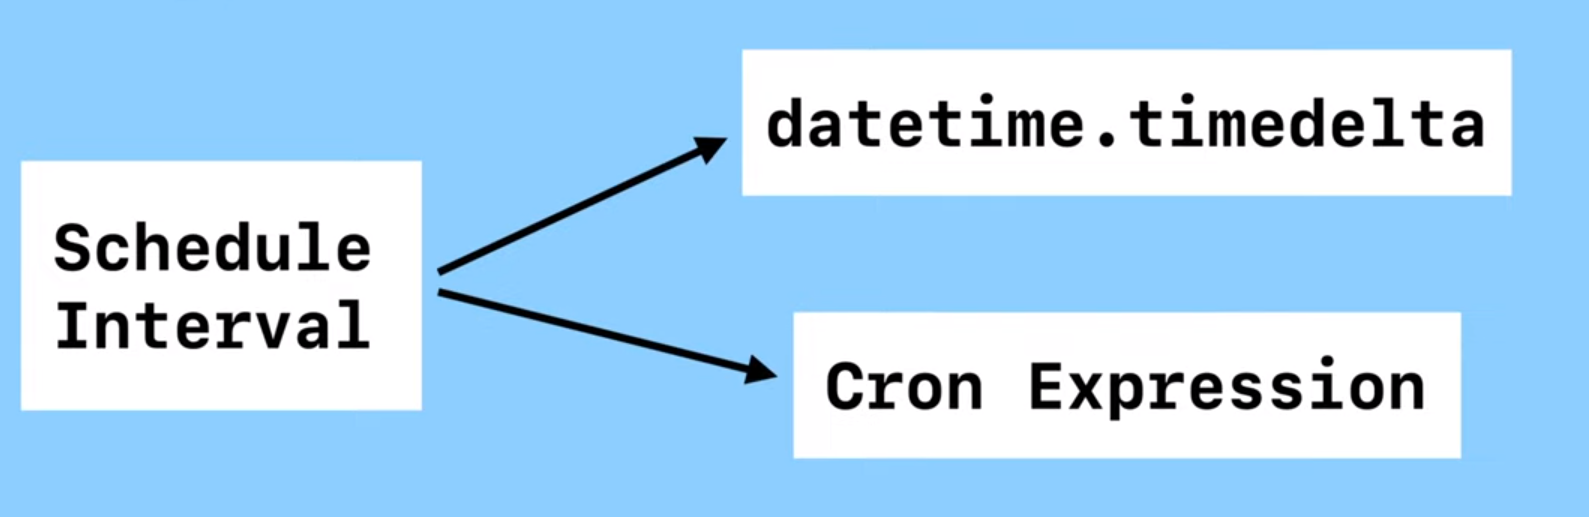 Schedule
Interval
datetime.timedelta
Cron Expression